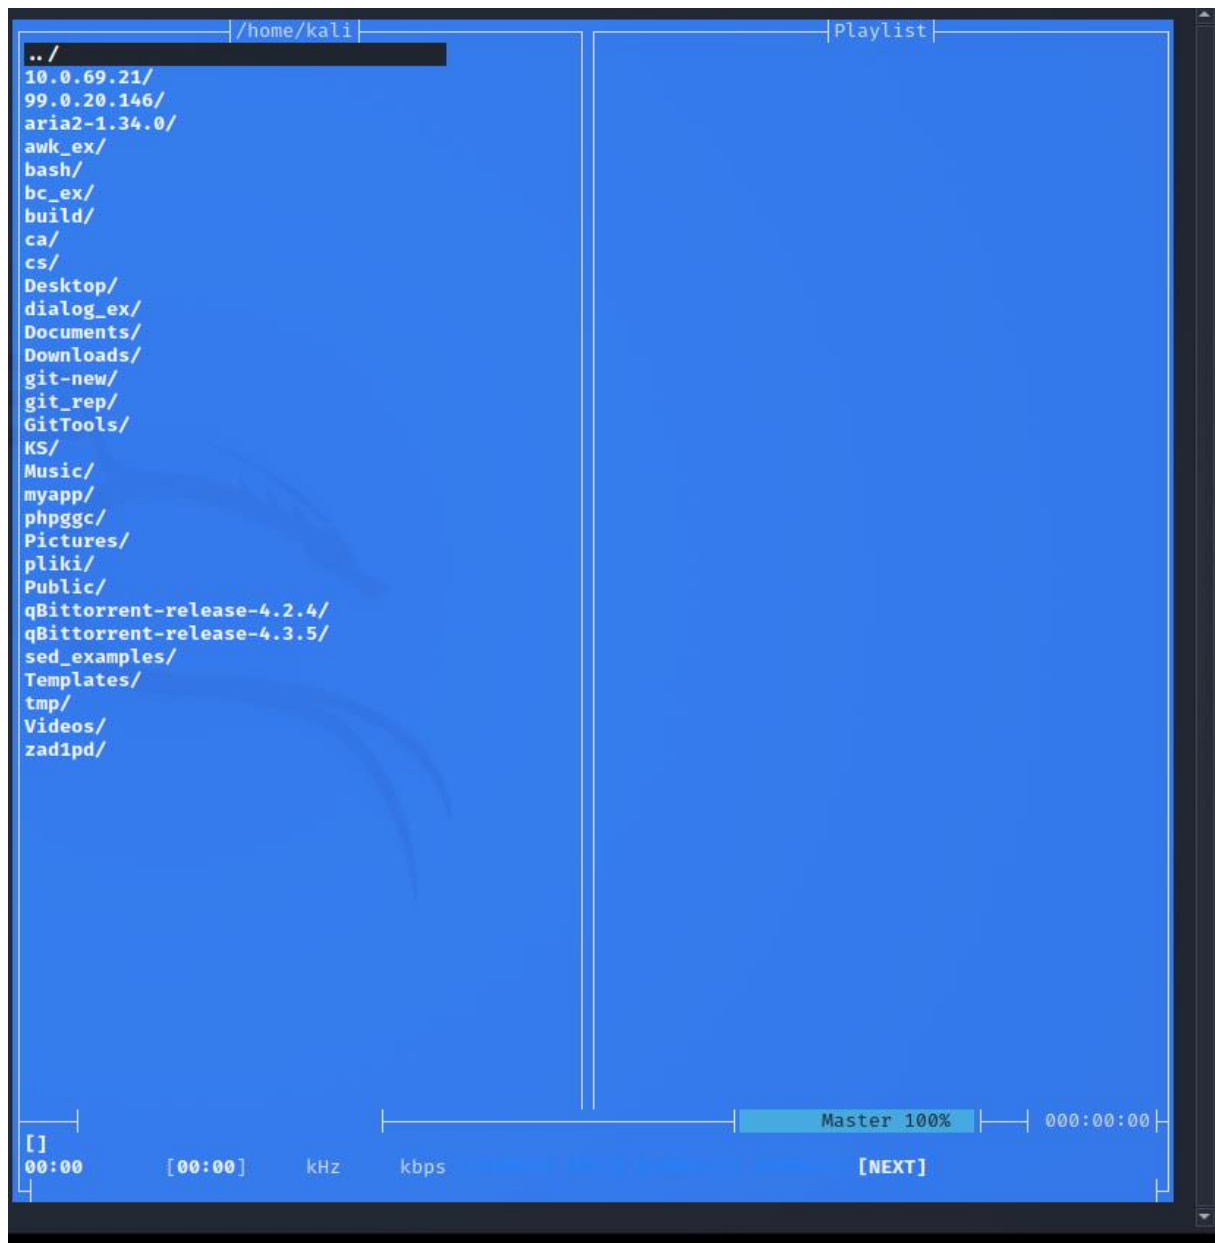 /home/kali Playlist
../
10.0.69.21/
99.0.20.146/
aria2-1.34.0/
awk_ex/
bash/
bc_ex/
build/
ca/
cs/
Desktop/
dialog_ex/
Documents/
Downloads/
git-new/
git_rep/
GitTools/
KS/
Music/
myapp/
phpggc/
Pictures/
pliki/
Public/
qBittorrent-release-4.2.4/
qBittorrent-release-4.3.5/
sed_examples/
Templates/
tmp/
Videos/
zad1pd/
Master 100% 000:00:00
[]
00:00 [00:00] kHz kbps [NEXT]